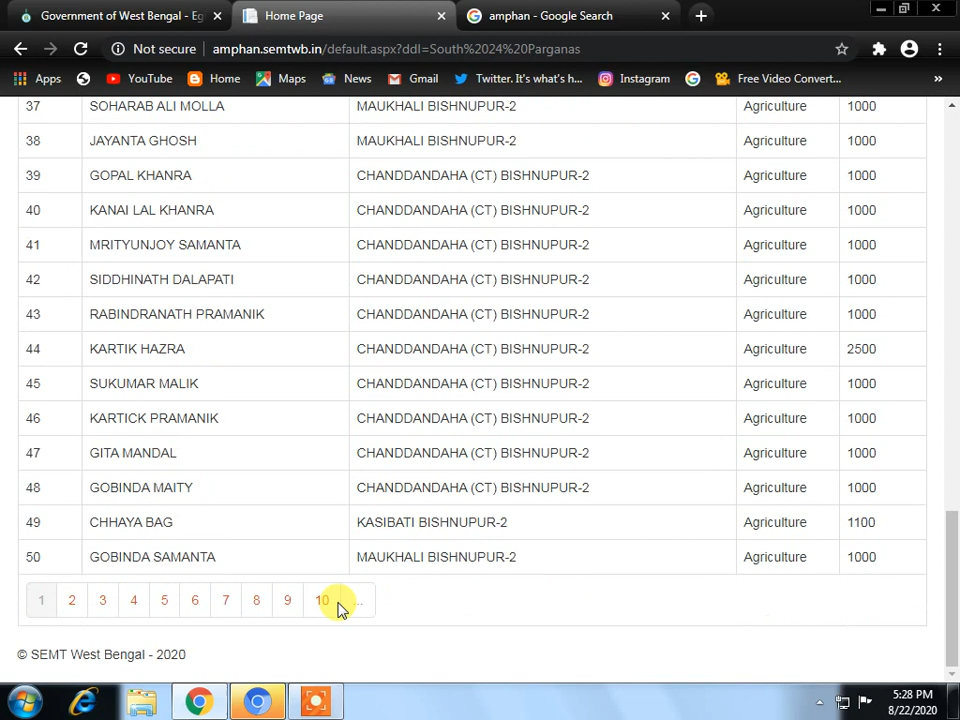 Government of West Bengal - Eg
Home Page
amphan - Google Search
Not secure amphan.semtwb.in/default.aspx?ddl=South%2024%20Parganas
Apps YouTube Home Maps News Gmail Twitter. It's what's h... Instagram Free Video Convert... »
37 SOHARAB ALI MOLLA MAUKHALI BISHNUPUR-2 Agriculture 1000
38 JAYANTA GHOSH MAUKHALI BISHNUPUR-2 Agriculture 1000
39 GOPAL KHANRA CHANDDANDAHA (CT) BISHNUPUR-2 Agriculture 1000
40 KANAI LAL KHANRA CHANDDANDAHA (CT) BISHNUPUR-2 Agriculture 1000
41 MRITYUNJOY SAMANTA CHANDDANDAHA (CT) BISHNUPUR-2 Agriculture 1000
42 SIDDHINATH DALAPATI CHANDDANDAHA (CT) BISHNUPUR-2 Agriculture 1000
43 RABINDRANATH PRAMANIK CHANDDANDAHA (CT) BISHNUPUR-2 Agriculture 1000
44 KARTIK HAZRA CHANDDANDAHA (CT) BISHNUPUR-2 Agriculture 2500
45 SUKUMAR MALIK CHANDDANDAHA (CT) BISHNUPUR-2 Agriculture 1000
46 KARTICK PRAMANIK CHANDDANDAHA (CT) BISHNUPUR-2 Agriculture 1000
47 GITA MANDAL CHANDDANDAHA (CT) BISHNUPUR-2 Agriculture 1000
48 GOBINDA MAITY CHANDDANDAHA (CT) BISHNUPUR-2 Agriculture 1000
49 CHHAYA BAG KASIBATI BISHNUPUR-2 Agriculture 1100
50 GOBINDA SAMANTA MAUKHALI BISHNUPUR-2 Agriculture 1000
1 2 3 4 5 6 7 8 9 10 ...
© SEMT West Bengal - 2020
5:28 PM
8/22/2020